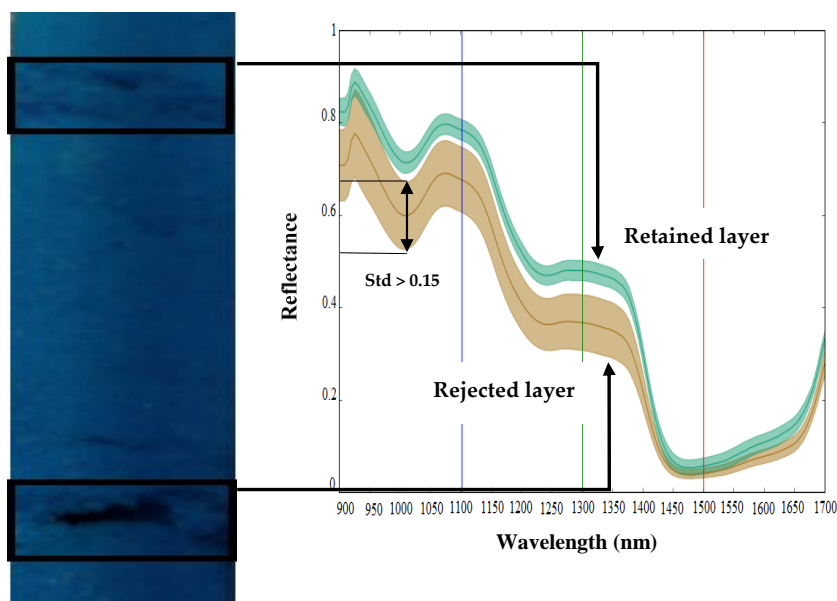 1
0.8
0.6
0.4
0.2
0
Reflectance
Std > 0.15
Retained layer
Rejected layer
900 950 1000 1050 1100 1150 1200 1250 1300 1350 1400 1450 1500 1550 1600 1650 1700
Wavelength (nm)